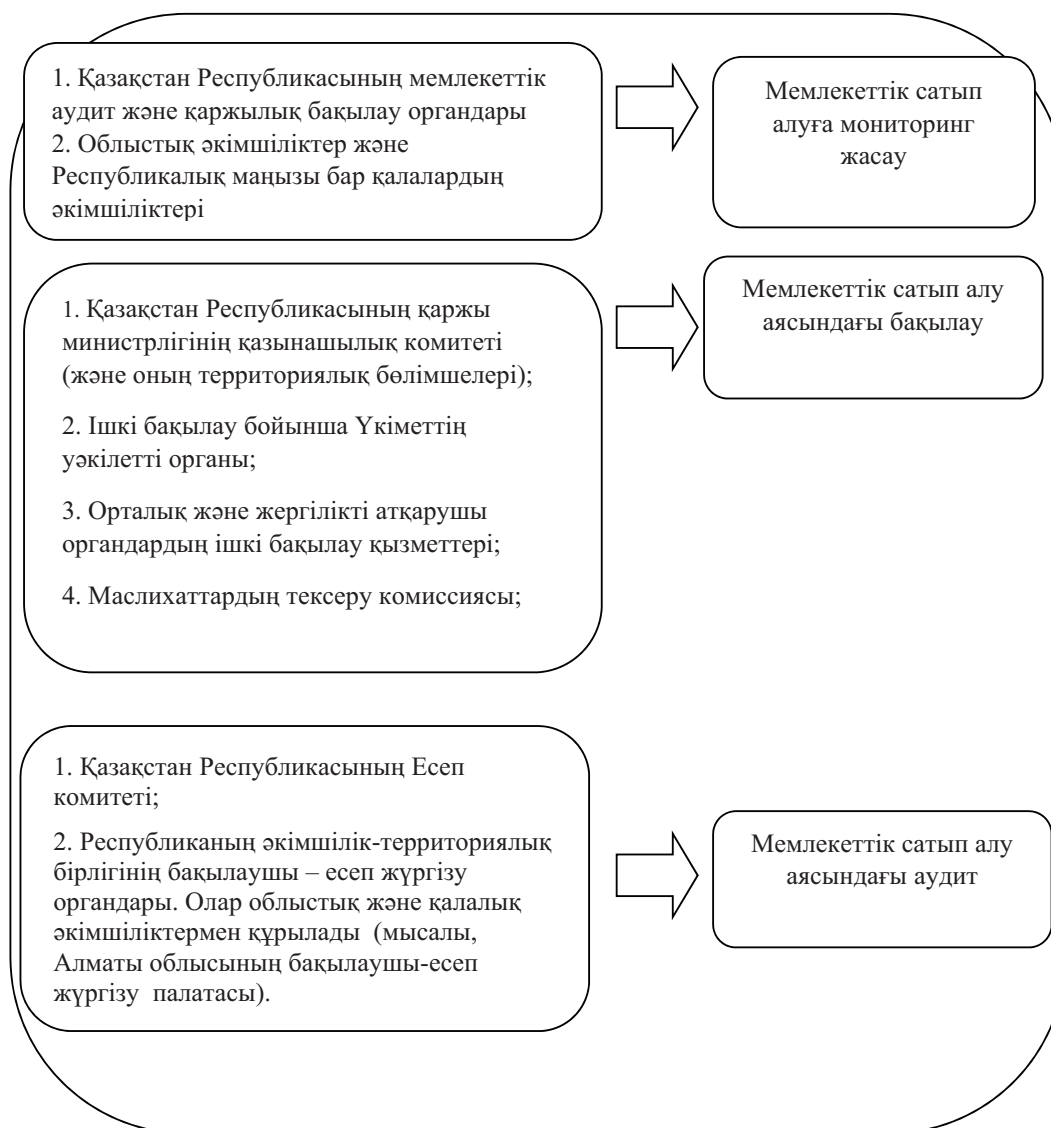 1. Қазақстан Республикасының мемлекеттік
аудит және қаржылық бақылау органдары
2. Облыстық әкімшіліктер және
Республикалық маңызы бар қалалардың
әкімшіліктері
Мемлекеттік сатып
алуға мониторинг
жасау
1. Қазақстан Республикасының қаржы
министрлігінің қазынашылық комитеті
(және оның территориялық бөлімшелері);
2. Ішкі бақылау бойынша Үкіметтің
уәкілетті органы;
3. Орталық және жергілікті атқарушы
органдардың ішкі бақылау қызметтері;
4. Маслихаттардың тексеру комиссиясы;
Мемлекеттік сатып алу
аясындағы бақылау
1. Қазақстан Республикасының Есеп
комитеті;
2. Республиканың әкімшілік-территориялық
бірлігінің бақылаушы – есеп жүргізу
органдары. Олар облыстық және қалалық
әкімшіліктермен құрылады (мысалы,
Алматы облысының бақылаушы-есеп
жүргізу палатасы).
Мемлекеттік сатып алу
аясындағы аудит